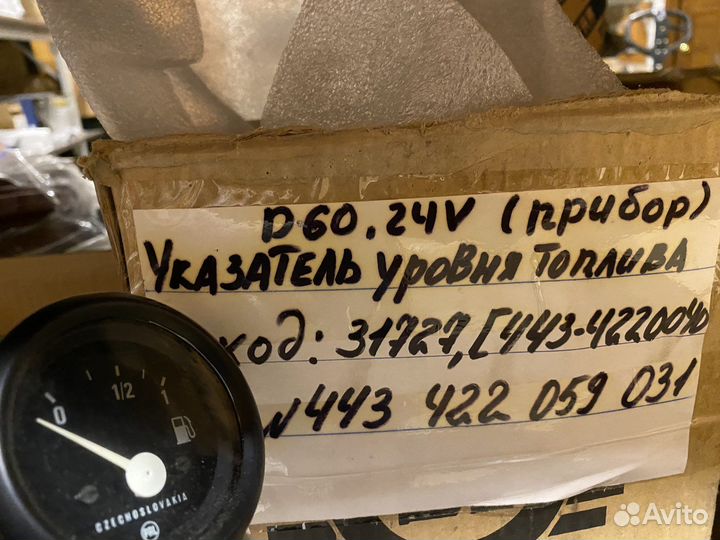 D60.24V (прибор)
УКАЗАТЕЛЬ УРОВНЯ ТОПЛИВА
код: 31727, [443-4220040
N443 422 059 031
0 1/2 1
CZECHOSLOVAKIA
Avito